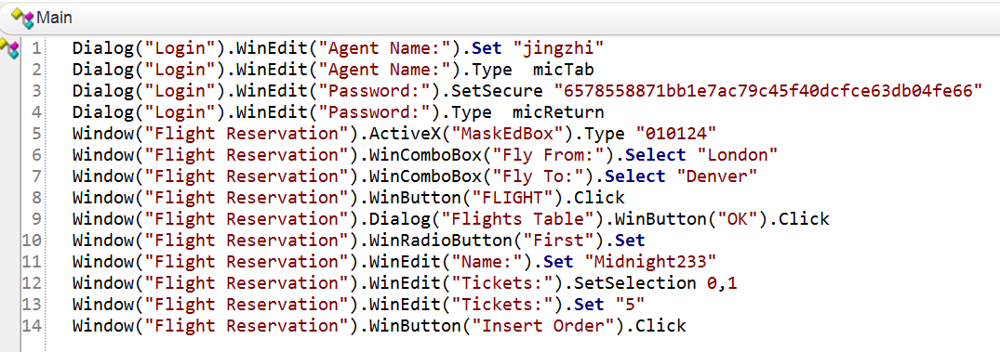 Main
1 Dialog("Login").WinEdit("Agent Name:").Set "jingzhi"
2 Dialog("Login").WinEdit("Agent Name:").Type  micTab
3 Dialog("Login").WinEdit("Password:").SetSecure "6578558871bb1e7ac79c45f40dcfce63db04fe66"
4 Dialog("Login").WinEdit("Password:").Type  micReturn
5 Window("Flight Reservation").ActiveX("MaskEdBox").Type "010124"
6 Window("Flight Reservation").WinComboBox("Fly From:").Select "London"
7 Window("Flight Reservation").WinComboBox("Fly To:").Select "Denver"
8 Window("Flight Reservation").WinButton("FLIGHT").Click
9 Window("Flight Reservation").Dialog("Flights Table").WinButton("OK").Click
10 Window("Flight Reservation").WinRadioButton("First").Set
11 Window("Flight Reservation").WinEdit("Name:").Set "Midnight233"
12 Window("Flight Reservation").WinEdit("Tickets:").SetSelection 0,1
13 Window("Flight Reservation").WinEdit("Tickets:").Set "5"
14 Window("Flight Reservation").WinButton("Insert Order").Click